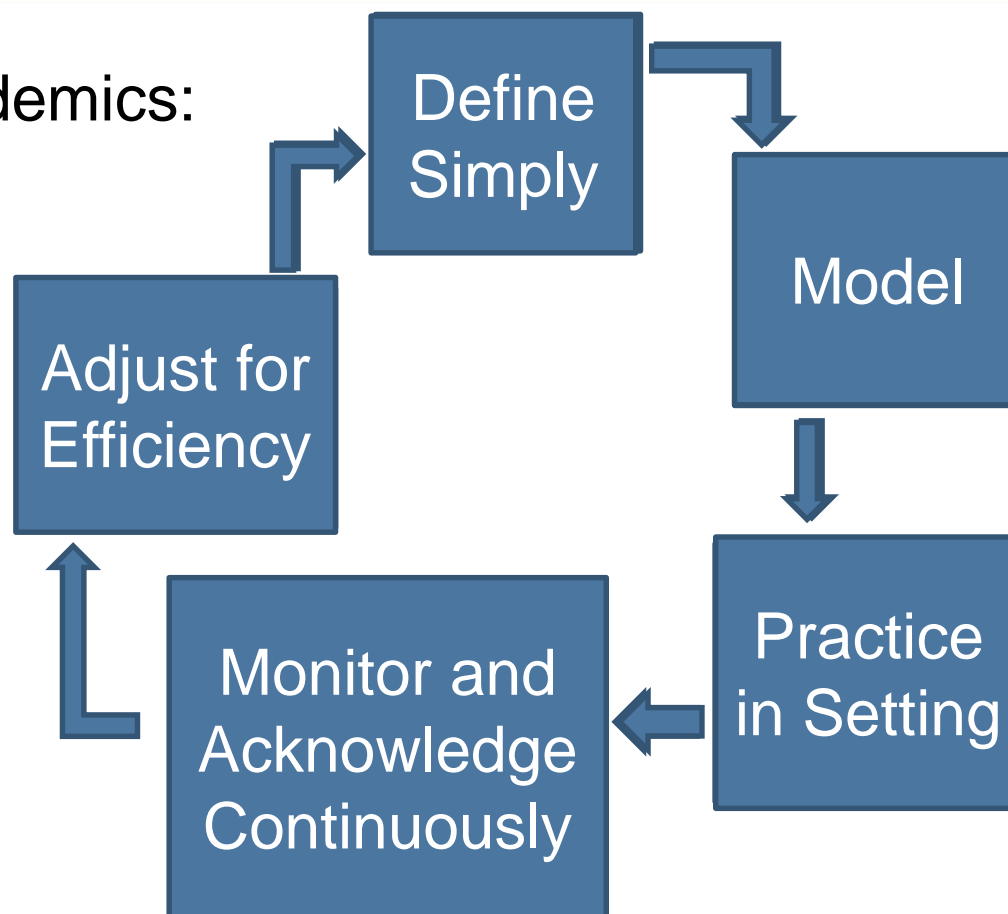 demics:
Define
Simply
Model
Practice
in Setting
Monitor and
Acknowledge
Continuously
Adjust for
Efficiency